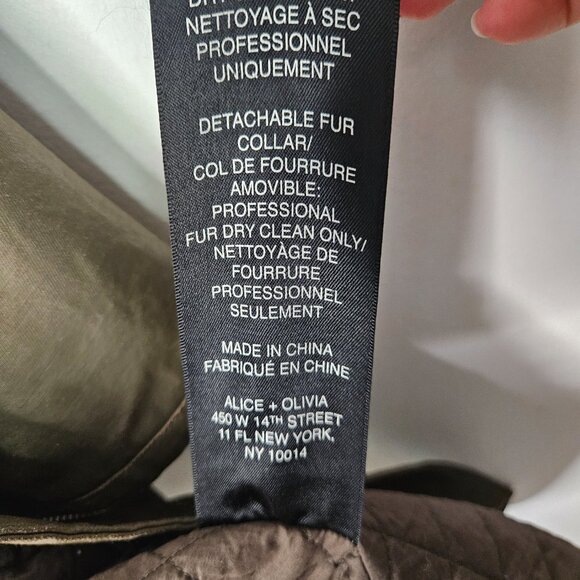 NETTOYAGE À SEC
PROFESSIONNEL
UNIQUEMENT
DETACHABLE FUR
COLLAR/
COL DE FOURRURE
AMOVIBLE:
PROFESSIONAL
FUR DRY CLEAN ONLY/
NETTOYÀGE DE
FOURRURE
PROFESSIONNEL
SEULEMENT
MADE IN CHINA
FABRIQUÉ EN CHINE
ALICE + OLIVIA
450 W 14TH STREET
11 FL NEW YORK,
NY 10014